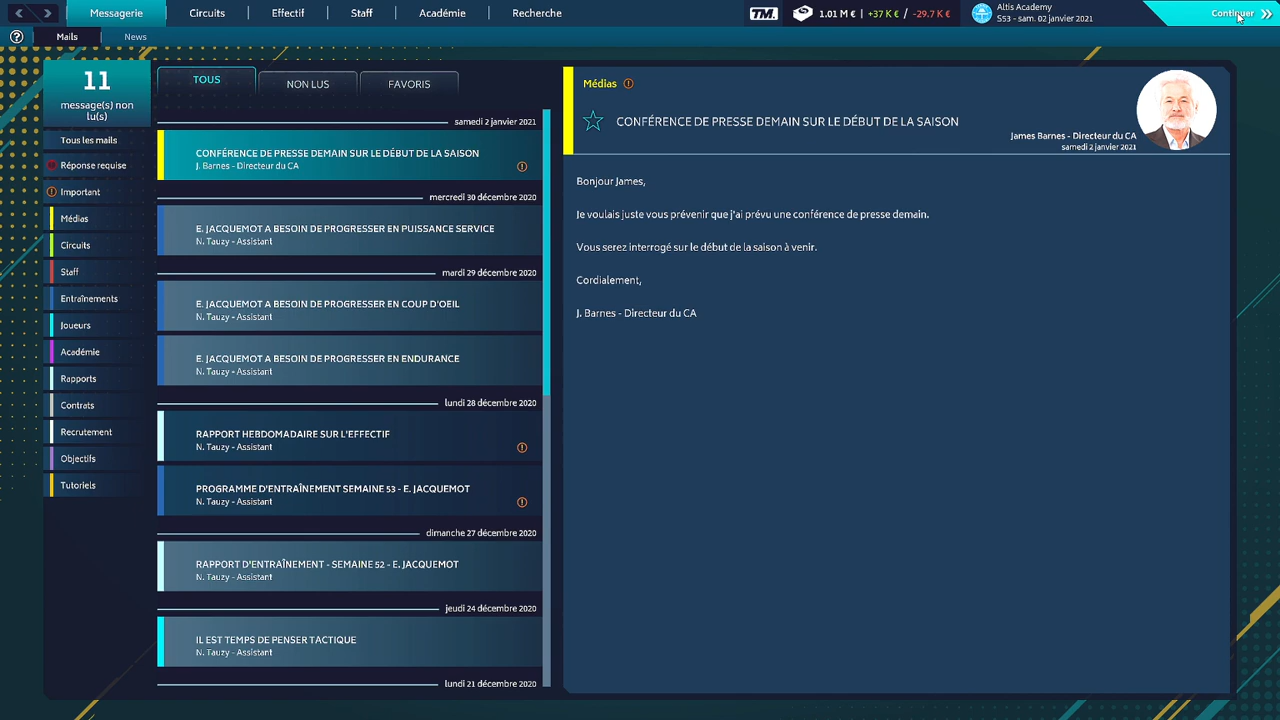 Messagerie
Circuits
Effectif
Staff
Académie
Recherche
TM.
1.01 M € | +37 K € / -29.7 K €
Altis Academy
S53 - sam. 02 janvier 2021
Continuer
Mails
News
11
message(s) non
lu(s)
Tous les mails
Réponse requise
Important
Médias
Circuits
Staff
Entraînements
Joueurs
Académie
Rapports
Contrats
Recrutement
Objectifs
Tutoriels
TOUS
NON LUS
FAVORIS
samedi 2 janvier 2021
CONFÉRENCE DE PRESSE DEMAIN SUR LE DÉBUT DE LA SAISON
J. Barnes - Directeur du CA
mercredi 30 décembre 2020
E. JACQUEMOT A BESOIN DE PROGRESSER EN PUISSANCE SERVICE
N. Tauzy - Assistant
mardi 29 décembre 2020
E. JACQUEMOT A BESOIN DE PROGRESSER EN COUP D'OEIL
N. Tauzy - Assistant
E. JACQUEMOT A BESOIN DE PROGRESSER EN ENDURANCE
N. Tauzy - Assistant
lundi 28 décembre 2020
RAPPORT HEBDOMADAIRE SUR L'EFFECTIF
N. Tauzy - Assistant
PROGRAMME D'ENTRAÎNEMENT SEMAINE 53 - E. JACQUEMOT
N. Tauzy - Assistant
dimanche 27 décembre 2020
RAPPORT D'ENTRAÎNEMENT - SEMAINE 52 - E. JACQUEMOT
N. Tauzy - Assistant
jeudi 24 décembre 2020
IL EST TEMPS DE PENSER TACTIQUE
N. Tauzy - Assistant
lundi 21 décembre 2020
Médias
CONFÉRENCE DE PRESSE DEMAIN SUR LE DÉBUT DE LA SAISON
James Barnes - Directeur du CA
samedi 2 janvier 2021
Bonjour James,
Je voulais juste vous prévenir que j'ai prévu une conférence de presse demain.
Vous serez interrogé sur le début de la saison à venir.
Cordialement,
J. Barnes - Directeur du CA